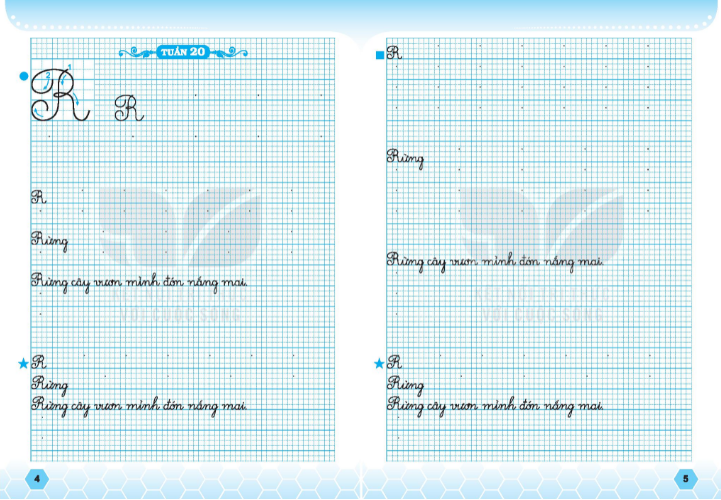 TUẦN 20
1
2
R
R
R
Rừng
Rừng cây vươn mình đón nắng mai.
VỚI CUỘC SỐNG
R
Rừng
Rừng cây vươn mình đón nắng mai.
4
R
Rừng
Rừng cây vươn mình đón nắng mai.
VỚI CUỘC SỐNG
R
Rừng
Rừng cây vươn mình đón nắng mai.
5